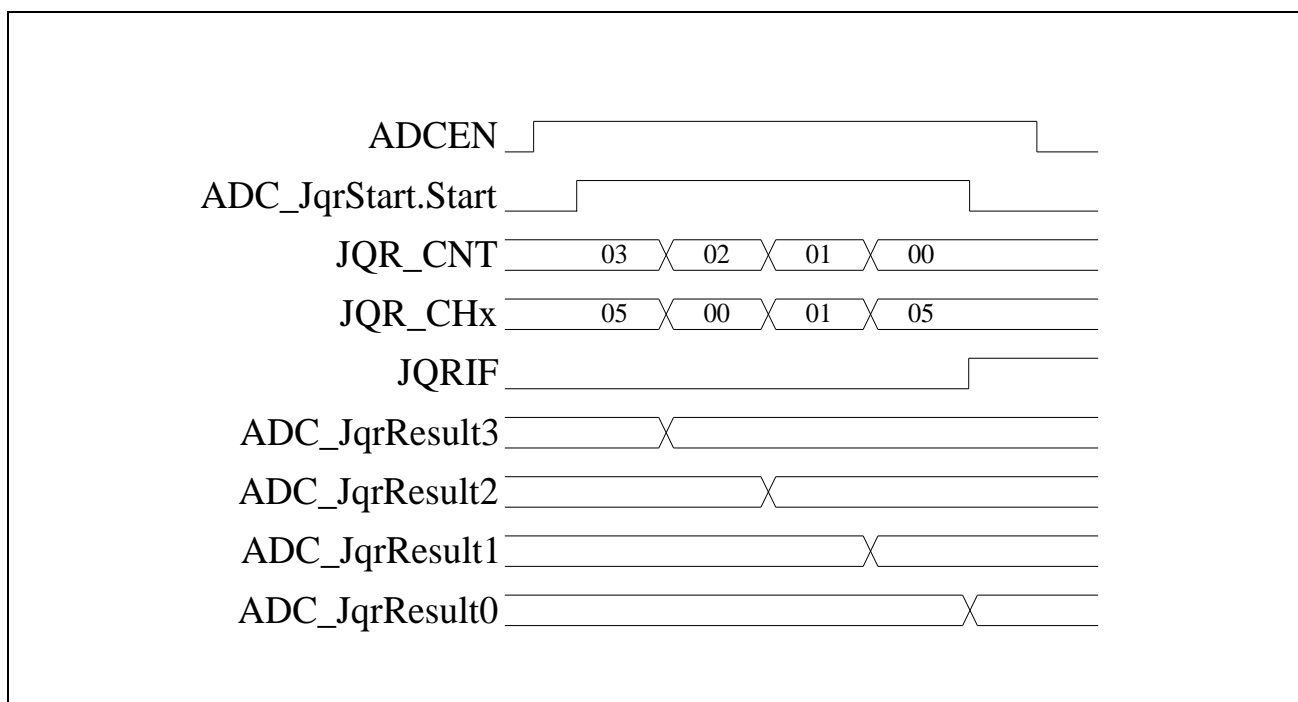 ADCEN
ADC_JqrStart.Start
JQR_CNT 03 02 01 00
JQR_CHx 05 00 01 05
JQRIF
ADC_JqrResult3
ADC_JqrResult2
ADC_JqrResult1
ADC_JqrResult0